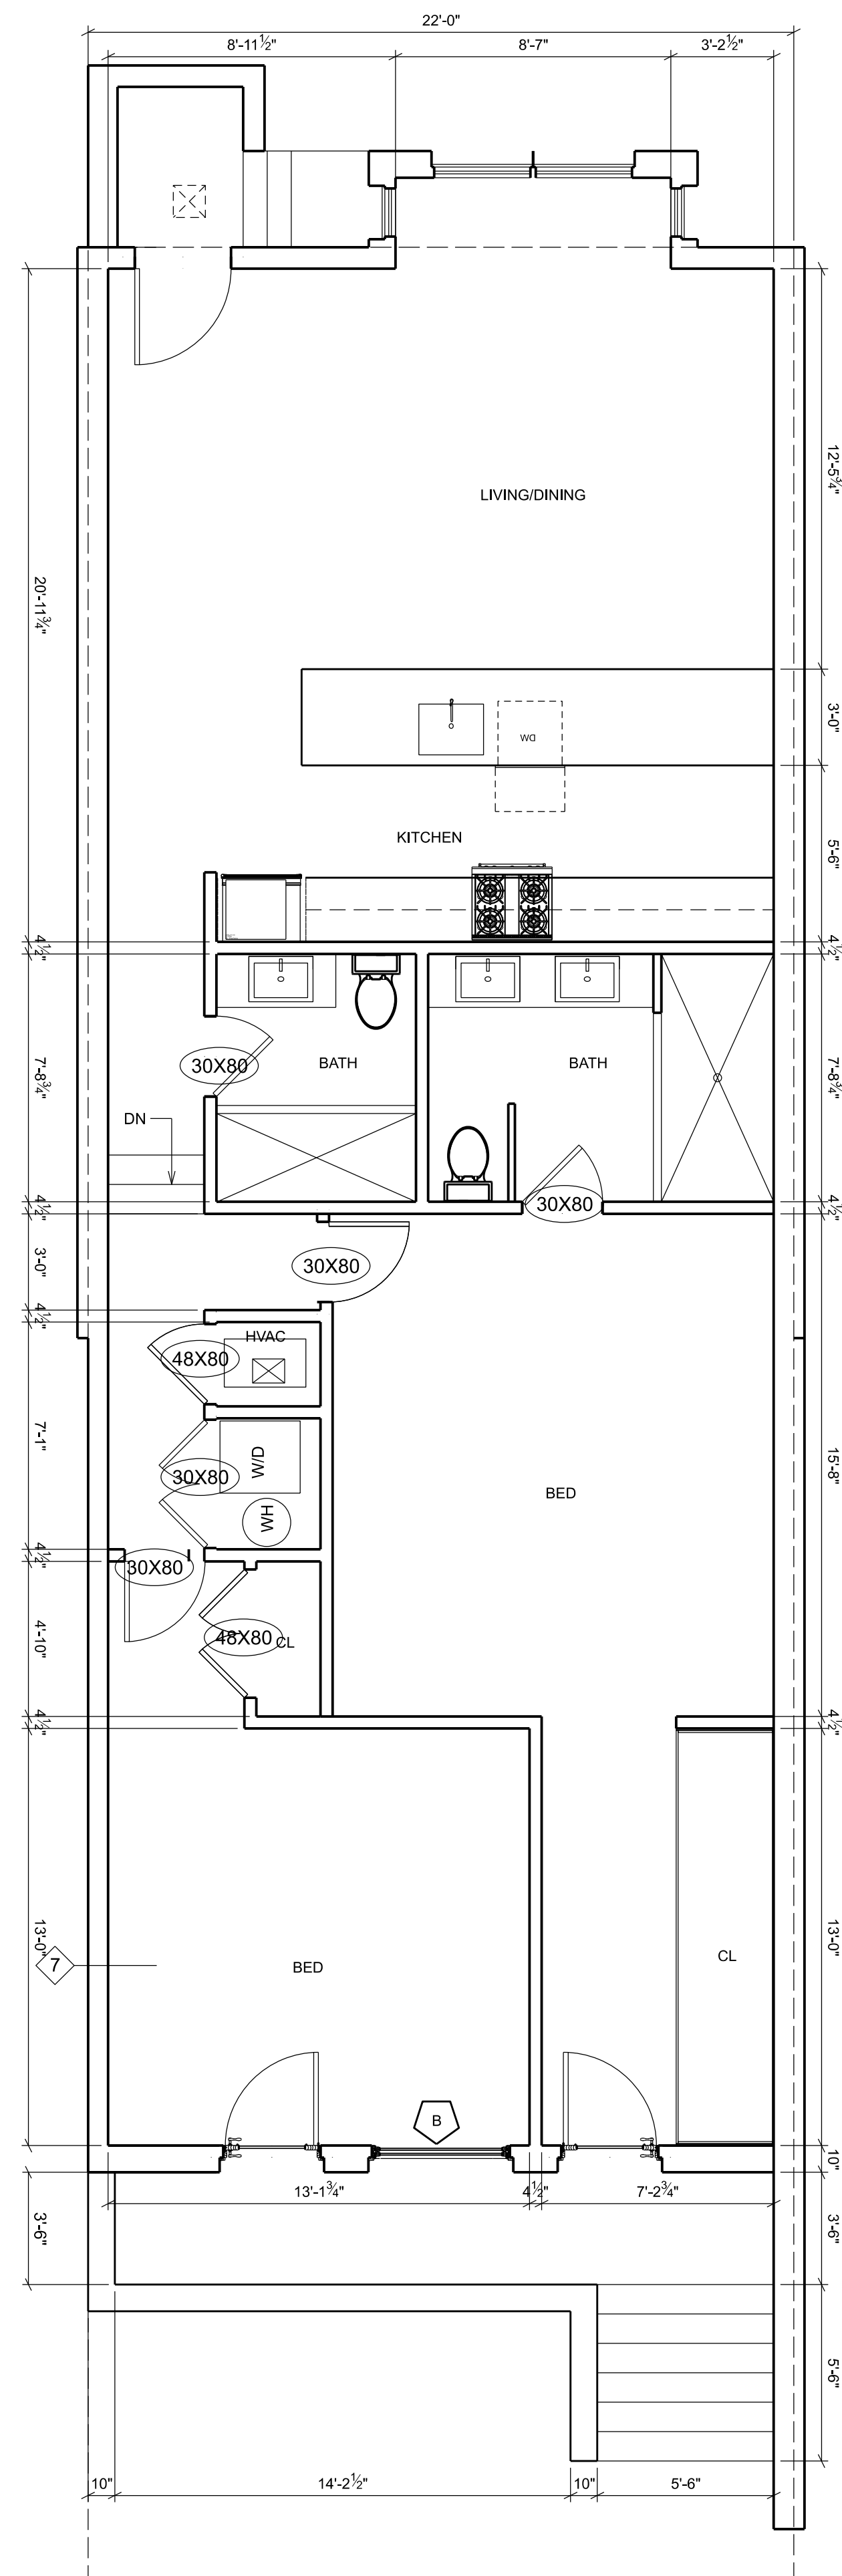 22'-0"
8'-11½"
8'-7"
3'-2½"
LIVING/DINING
12'-5¾"
20'-11¾"
3'-0"
DW
KITCHEN
5'-6"
4½"
4½"
30X80
BATH
BATH
7'-8¾"
7'-8¾"
DN
4½"
30X80
4½"
3'-0"
30X80
4½"
HVAC
48X80
7'-1"
W/D
30X80
15'-8"
BED
WH
4½"
30X80
4'-10"
48X80
CL
4½"
4½"
13'-0"
13'-0"
7
BED
CL
B
10"
13'-1¾"
4½"
7'-2¾"
3'-6"
3'-6"
5'-6"
10"
14'-2½"
10"
5'-6"